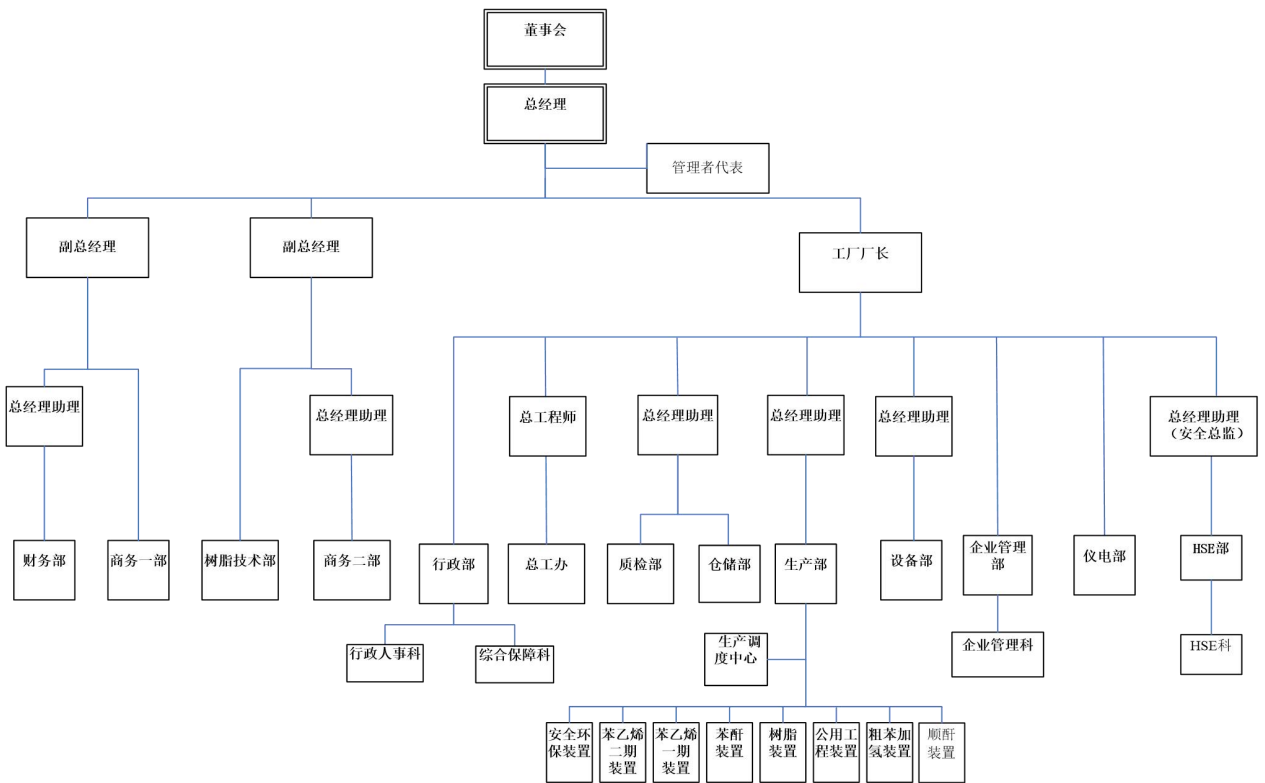 董事会
总经理
管理者代表
副总经理
副总经理
工厂厂长
总经理助理
总经理助理
总工程师
总经理助理
总经理助理
总经理助理
总经理助理
（安全总监）
财务部
商务一部
树脂技术部
商务二部
行政部
总工办
质检部
仓储部
生产部
设备部
企业管理
部
仪电部
HSE部
行政人事科
综合保障科
生产调
度中心
企业管理科
HSE科
安全环
保装置
苯乙烯
二期
装置
苯乙烯
一期
装置
苯酐
装置
树脂
装置
公用工
程装置
粗苯加
氢装置
顺酐
装置